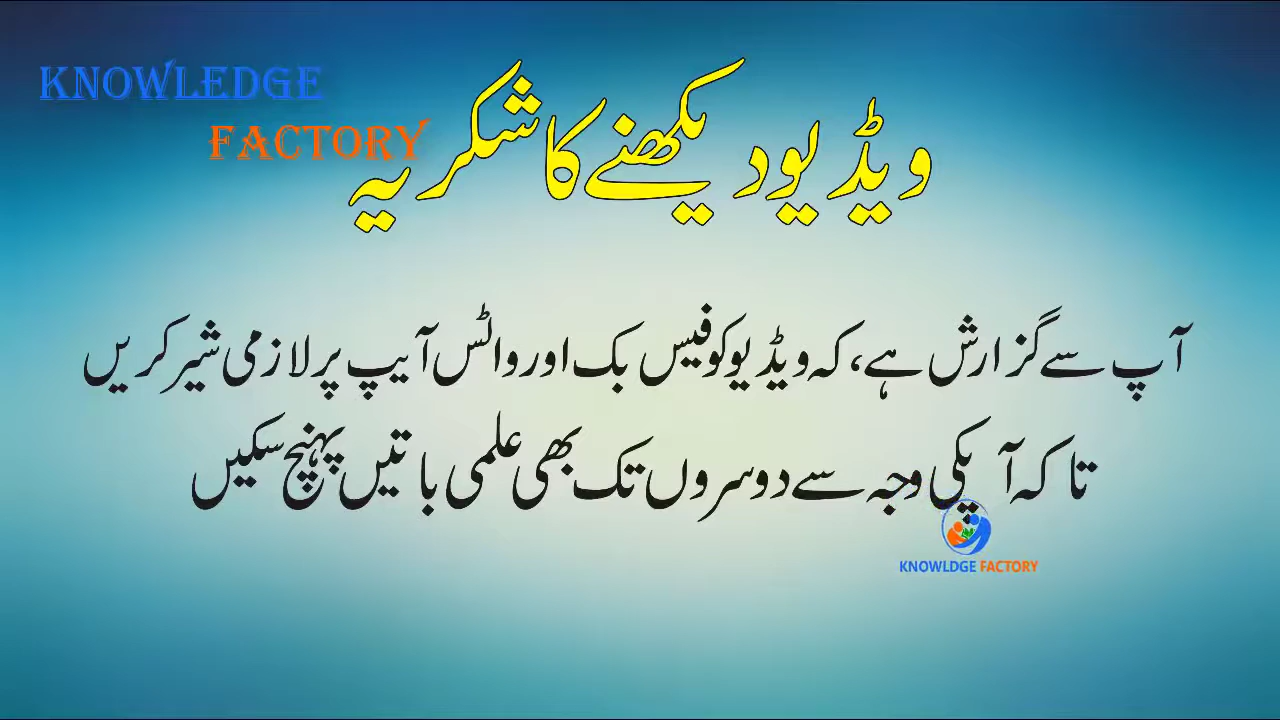 KNOWLEDGE
FACTORY
ویڈیو دیکھنے کا شکریہ
آپ سے گزارش ہے، کہ ویڈیو کو فیس بک اور واٹس آیپ پر لازمی شیر کریں
تاکہ آپکی وجہ سے دوسروں تک بھی علمی باتیں پہنچ سکیں
KNOWLDGE FACTORY